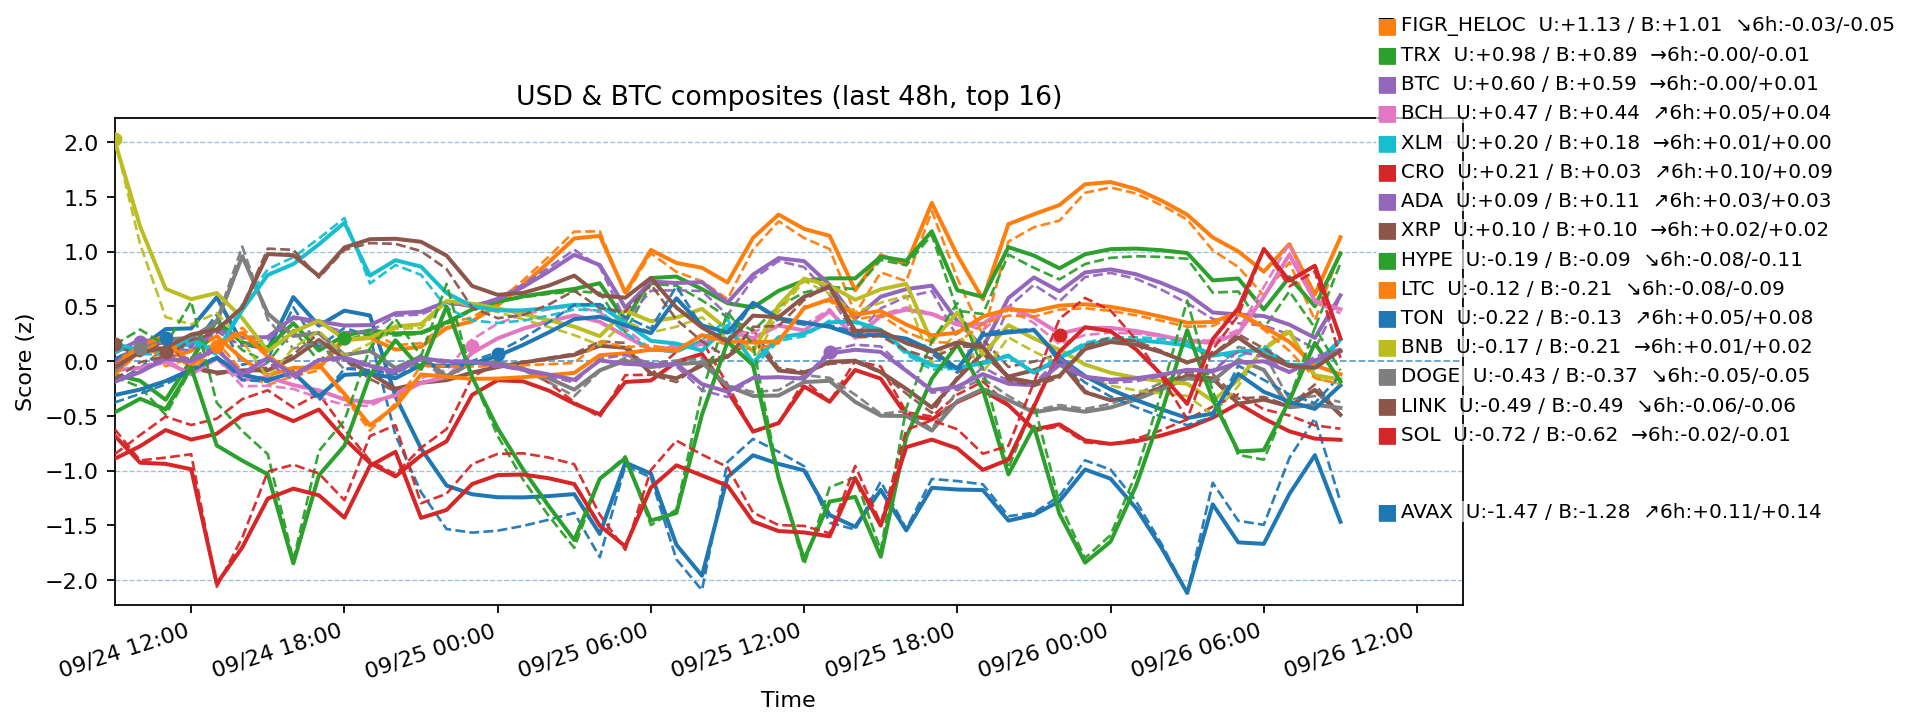 FIGR_HELOC U:+1.13 / B:+1.01 ↘6h:-0.03/-0.05
TRX U:+0.98 / B:+0.89 →6h:-0.00/-0.01
BTC U:+0.60 / B:+0.59 →6h:-0.00/+0.01
USD & BTC composites (last 48h, top 16)
BCH U:+0.47 / B:+0.44 ↗6h:+0.05/+0.04
XLM U:+0.20 / B:+0.18 →6h:+0.01/+0.00
CRO U:+0.21 / B:+0.03 ↗6h:+0.10/+0.09
ADA U:+0.09 / B:+0.11 ↗6h:+0.03/+0.03
XRP U:+0.10 / B:+0.10 →6h:+0.02/+0.02
HYPE U:-0.19 / B:-0.09 ↘6h:-0.08/-0.11
LTC U:-0.12 / B:-0.21 ↘6h:-0.08/-0.09
TON U:-0.22 / B:-0.13 ↗6h:+0.05/+0.08
BNB U:-0.17 / B:-0.21 →6h:+0.01/+0.02
DOGE U:-0.43 / B:-0.37 ↘6h:-0.05/-0.05
LINK U:-0.49 / B:-0.49 ↘6h:-0.06/-0.06
SOL U:-0.72 / B:-0.62 →6h:-0.02/-0.01
AVAX U:-1.47 / B:-1.28 ↗6h:+0.11/+0.14
Score (z)
2.0
1.5
1.0
0.5
0.0
−0.5
−1.0
−1.5
−2.0
09/24 12:00
09/24 18:00
09/25 00:00
09/25 06:00
09/25 12:00
09/25 18:00
09/26 00:00
09/26 06:00
09/26 12:00
Time